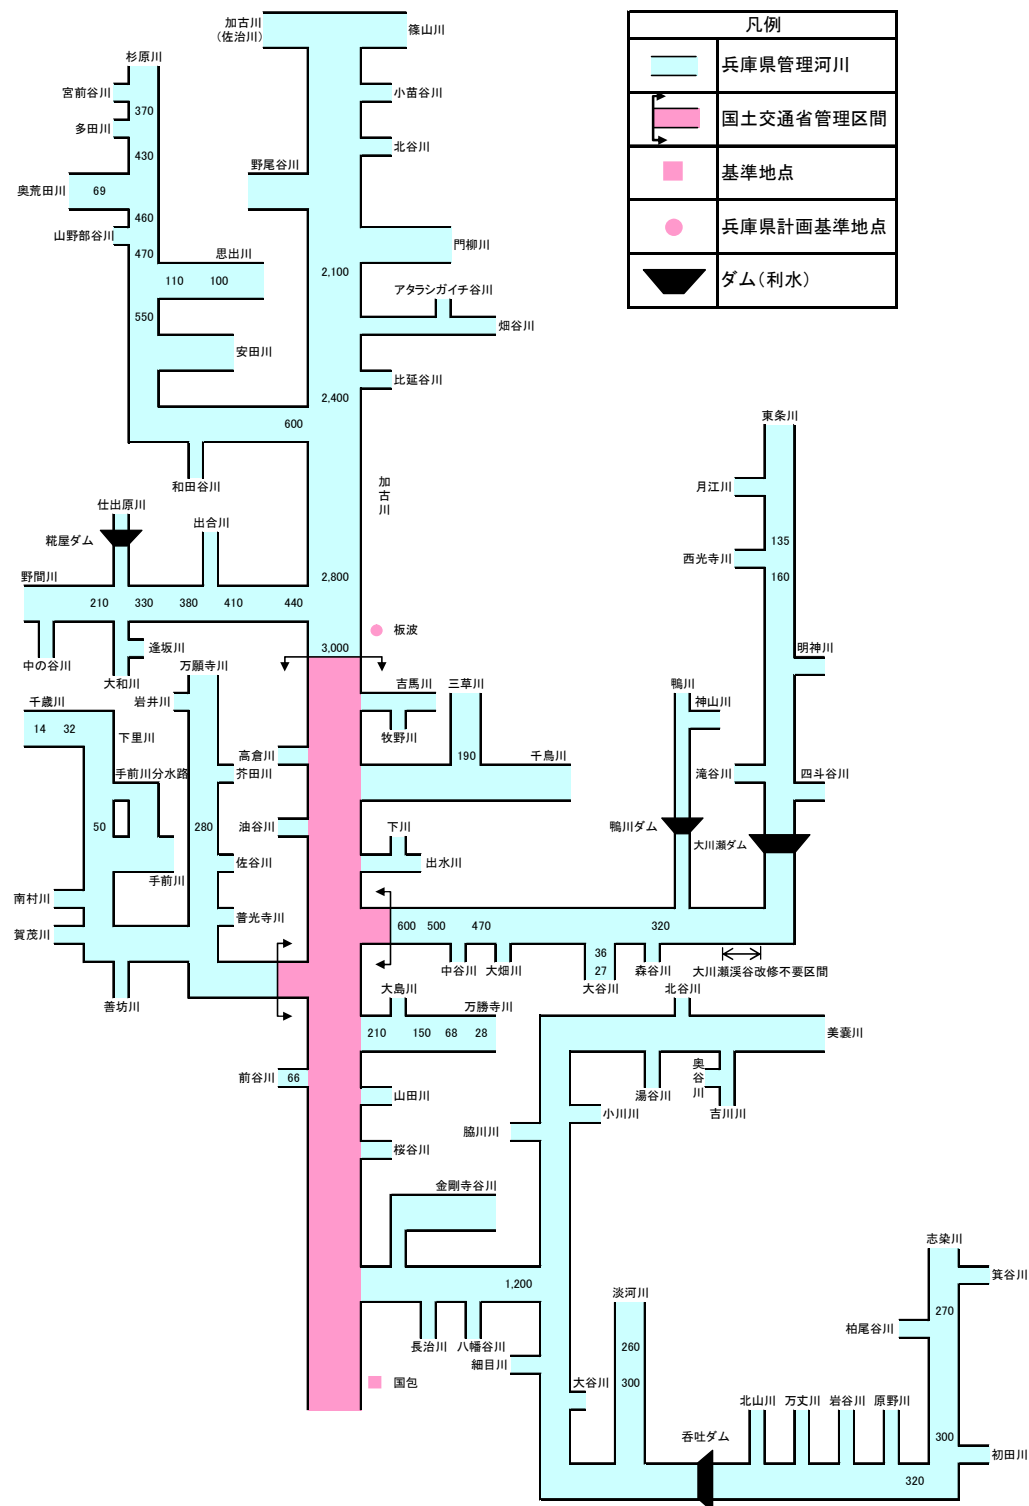 凡例
兵庫県管理河川
国土交通省管理区間
基準地点
兵庫県計画基準地点
ダム(利水)
加古川
(佐治川)
篠山川
杉原川
宮前谷川
370
小苗谷川
多田川
430
北谷川
野尾谷川
奥荒田川
69
460
山野部谷川
470
思出川
門柳川
110
100
2,100
アタラシガイチ谷川
550
畑谷川
安田川
比延谷川
2,400
600
東条川
和田谷川
加古川
月江川
仕出原川
出合川
糀屋ダム
135
西光寺川
160
野間川
2,800
210
330
380
410
440
板波
中の谷川
逢坂川
大和川
3,000
明神川
万願寺川
千歳川
岩井川
吉馬川
三草川
鴨川
神山川
14
32
下里川
牧野川
高倉川
190
千鳥川
手前川分水路
芥田川
滝谷川
四斗谷川
50
280
油谷川
下川
鴨川ダム
大川瀬ダム
手前川
佐谷川
出水川
南村川
普光寺川
賀茂川
600
500
470
320
36
27
中谷川
大畑川
大谷川
森谷川
大川瀬渓谷改修不要区間
善坊川
大島川
万勝寺川
北谷川
210
150
68
28
美嚢川
前谷川
66
山田川
湯谷川
奥谷川
吉川川
小川川
脇川川
桜谷川
金剛寺谷川
志染川
箕谷川
1,200
淡河川
270
柏尾谷川
長治川
八幡谷川
260
細目川
国包
大谷川
300
北山川
万丈川
岩谷川
原野川
呑吐ダム
300
初田川
320